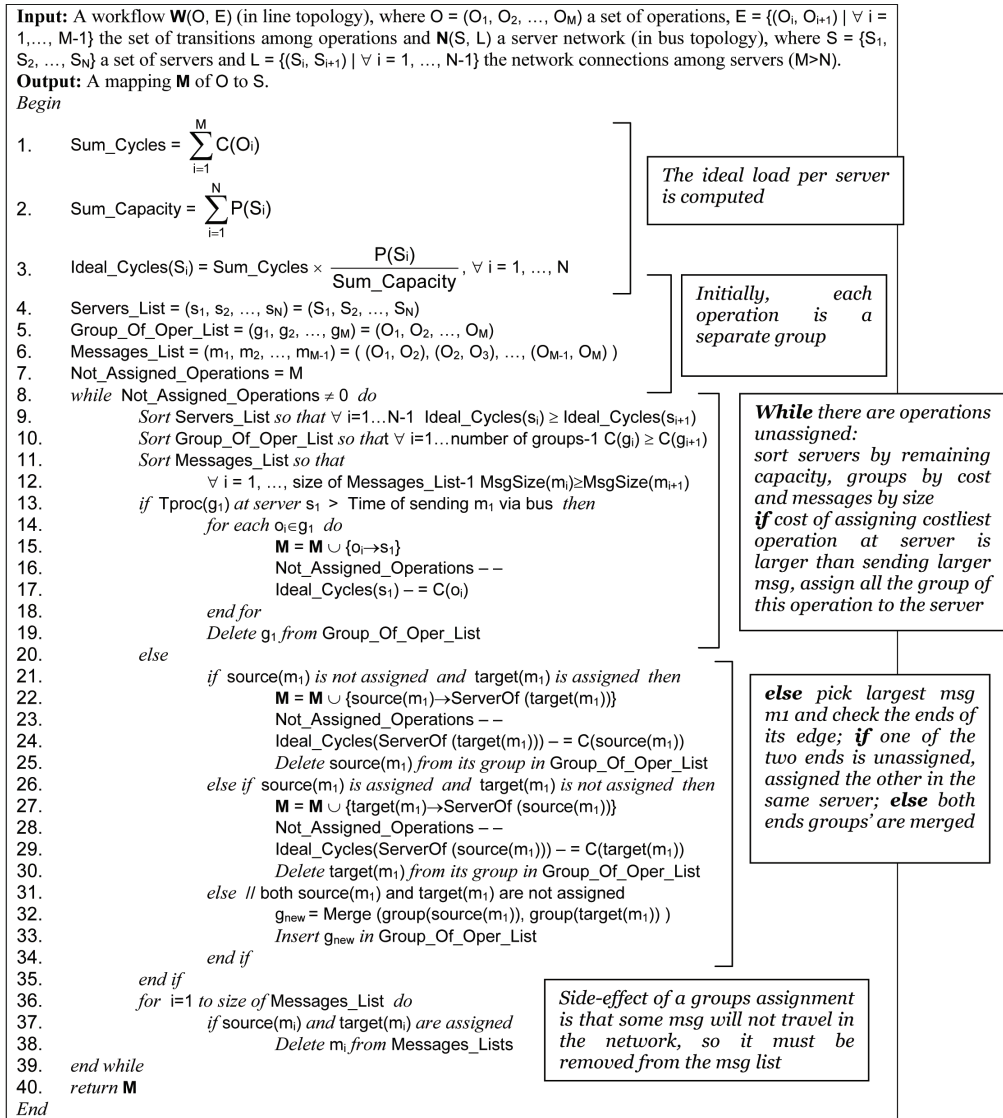 Input: A workflow W(O, E) (in line topology), where O = (O1, O2, …, OM) a set of operations, E = {(Oi, Oi+1) | ∀ i =
1,…, M-1} the set of transitions among operations and N(S, L) a server network (in bus topology), where S = {S1,
S2, …, SN} a set of servers and L = {(Si, Si+1) | ∀ i = 1, …, N-1} the network connections among servers (M>N).
Output: A mapping M of O to S.
Begin
1. Sum_Cycles = ∑_{i=1}^{M} C(Oi)
2. Sum_Capacity = ∑_{i=1}^{N} P(Si)
3. Ideal_Cycles(Si) = Sum_Cycles × P(Si) / Sum_Capacity, ∀ i = 1, …, N
The ideal load per server
is computed
4. Servers_List = (s1, s2, …, sN) = (S1, S2, …, SN)
5. Group_Of_Oper_List = (g1, g2, …, gM) = (O1, O2, …, OM)
6. Messages_List = (m1, m2, …, mM-1) = ( (O1, O2), (O2, O3), …, (OM-1, OM) )
7. Not_Assigned_Operations = M
Initially, each
operation is a
separate group
8. while Not_Assigned_Operations ≠ 0 do
9. Sort Servers_List so that ∀ i=1…N-1 Ideal_Cycles(si) ≥ Ideal_Cycles(si+1)
10. Sort Group_Of_Oper_List so that ∀ i=1…number of groups-1 C(gi) ≥ C(gi+1)
11. Sort Messages_List so that
12. ∀ i = 1, …, size of Messages_List-1 MsgSize(mi)≥MsgSize(mi+1)
13. if Tproc(g1) at server s1 > Time of sending m1 via bus then
14. for each oi∈g1 do
15. M = M ∪ {oi→s1}
16. Not_Assigned_Operations – –
17. Ideal_Cycles(s1) – = C(oi)
18. end for
19. Delete g1 from Group_Of_Oper_List
While there are operations
unassigned:
sort servers by remaining
capacity, groups by cost
and messages by size
if cost of assigning costliest
operation at server is
larger than sending larger
msg, assign all the group of
this operation to the server
20. else
21. if source(m1) is not assigned and target(m1) is assigned then
22. M = M ∪ {source(m1)→ServerOf (target(m1))}
23. Not_Assigned_Operations – –
24. Ideal_Cycles(ServerOf (target(m1))) – = C(source(m1))
25. Delete source(m1) from its group in Group_Of_Oper_List
26. else if source(m1) is assigned and target(m1) is not assigned then
27. M = M ∪ {target(m1)→ServerOf (source(m1))}
28. Not_Assigned_Operations – –
29. Ideal_Cycles(ServerOf (source(m1))) – = C(target(m1))
30. Delete target(m1) from its group in Group_Of_Oper_List
31. else // both source(m1) and target(m1) are not assigned
32. gnew = Merge (group(source(m1)), group(target(m1)) )
33. Insert gnew in Group_Of_Oper_List
34. end if
else pick largest msg
m1 and check the ends of
its edge; if one of the
two ends is unassigned,
assigned the other in the
same server; else both
ends groups' are merged
35. end if
36. for i=1 to size of Messages_List do
37. if source(mi) and target(mi) are assigned
38. Delete mi from Messages_Lists
Side-effect of a groups assignment
is that some msg will not travel in
the network, so it must be
removed from the msg list
39. end while
40. return M
End